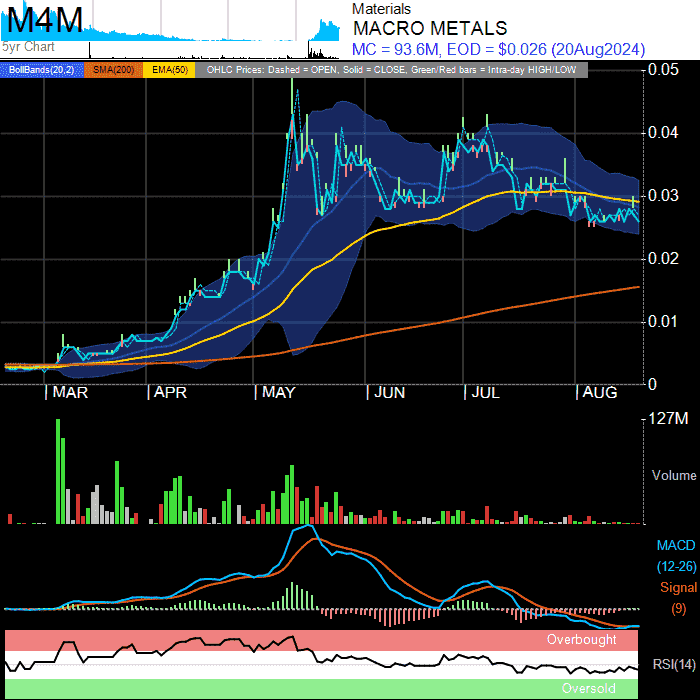 M4M
5yr Chart
Materials
MACRO METALS
MC = 93.6M, EOD = $0.026 (20Aug2024)
BollBands(20,2) SMA(200) EMA(50) OHLC Prices: Dashed = OPEN, Solid = CLOSE, Green/Red bars = Intra-day HIGH/LOW
0.05
0.04
0.03
0.02
0.01
0
MAR APR MAY JUN JUL AUG
127M
Volume
MACD
(12-26)
Signal
(9)
Overbought
RSI(14)
Oversold